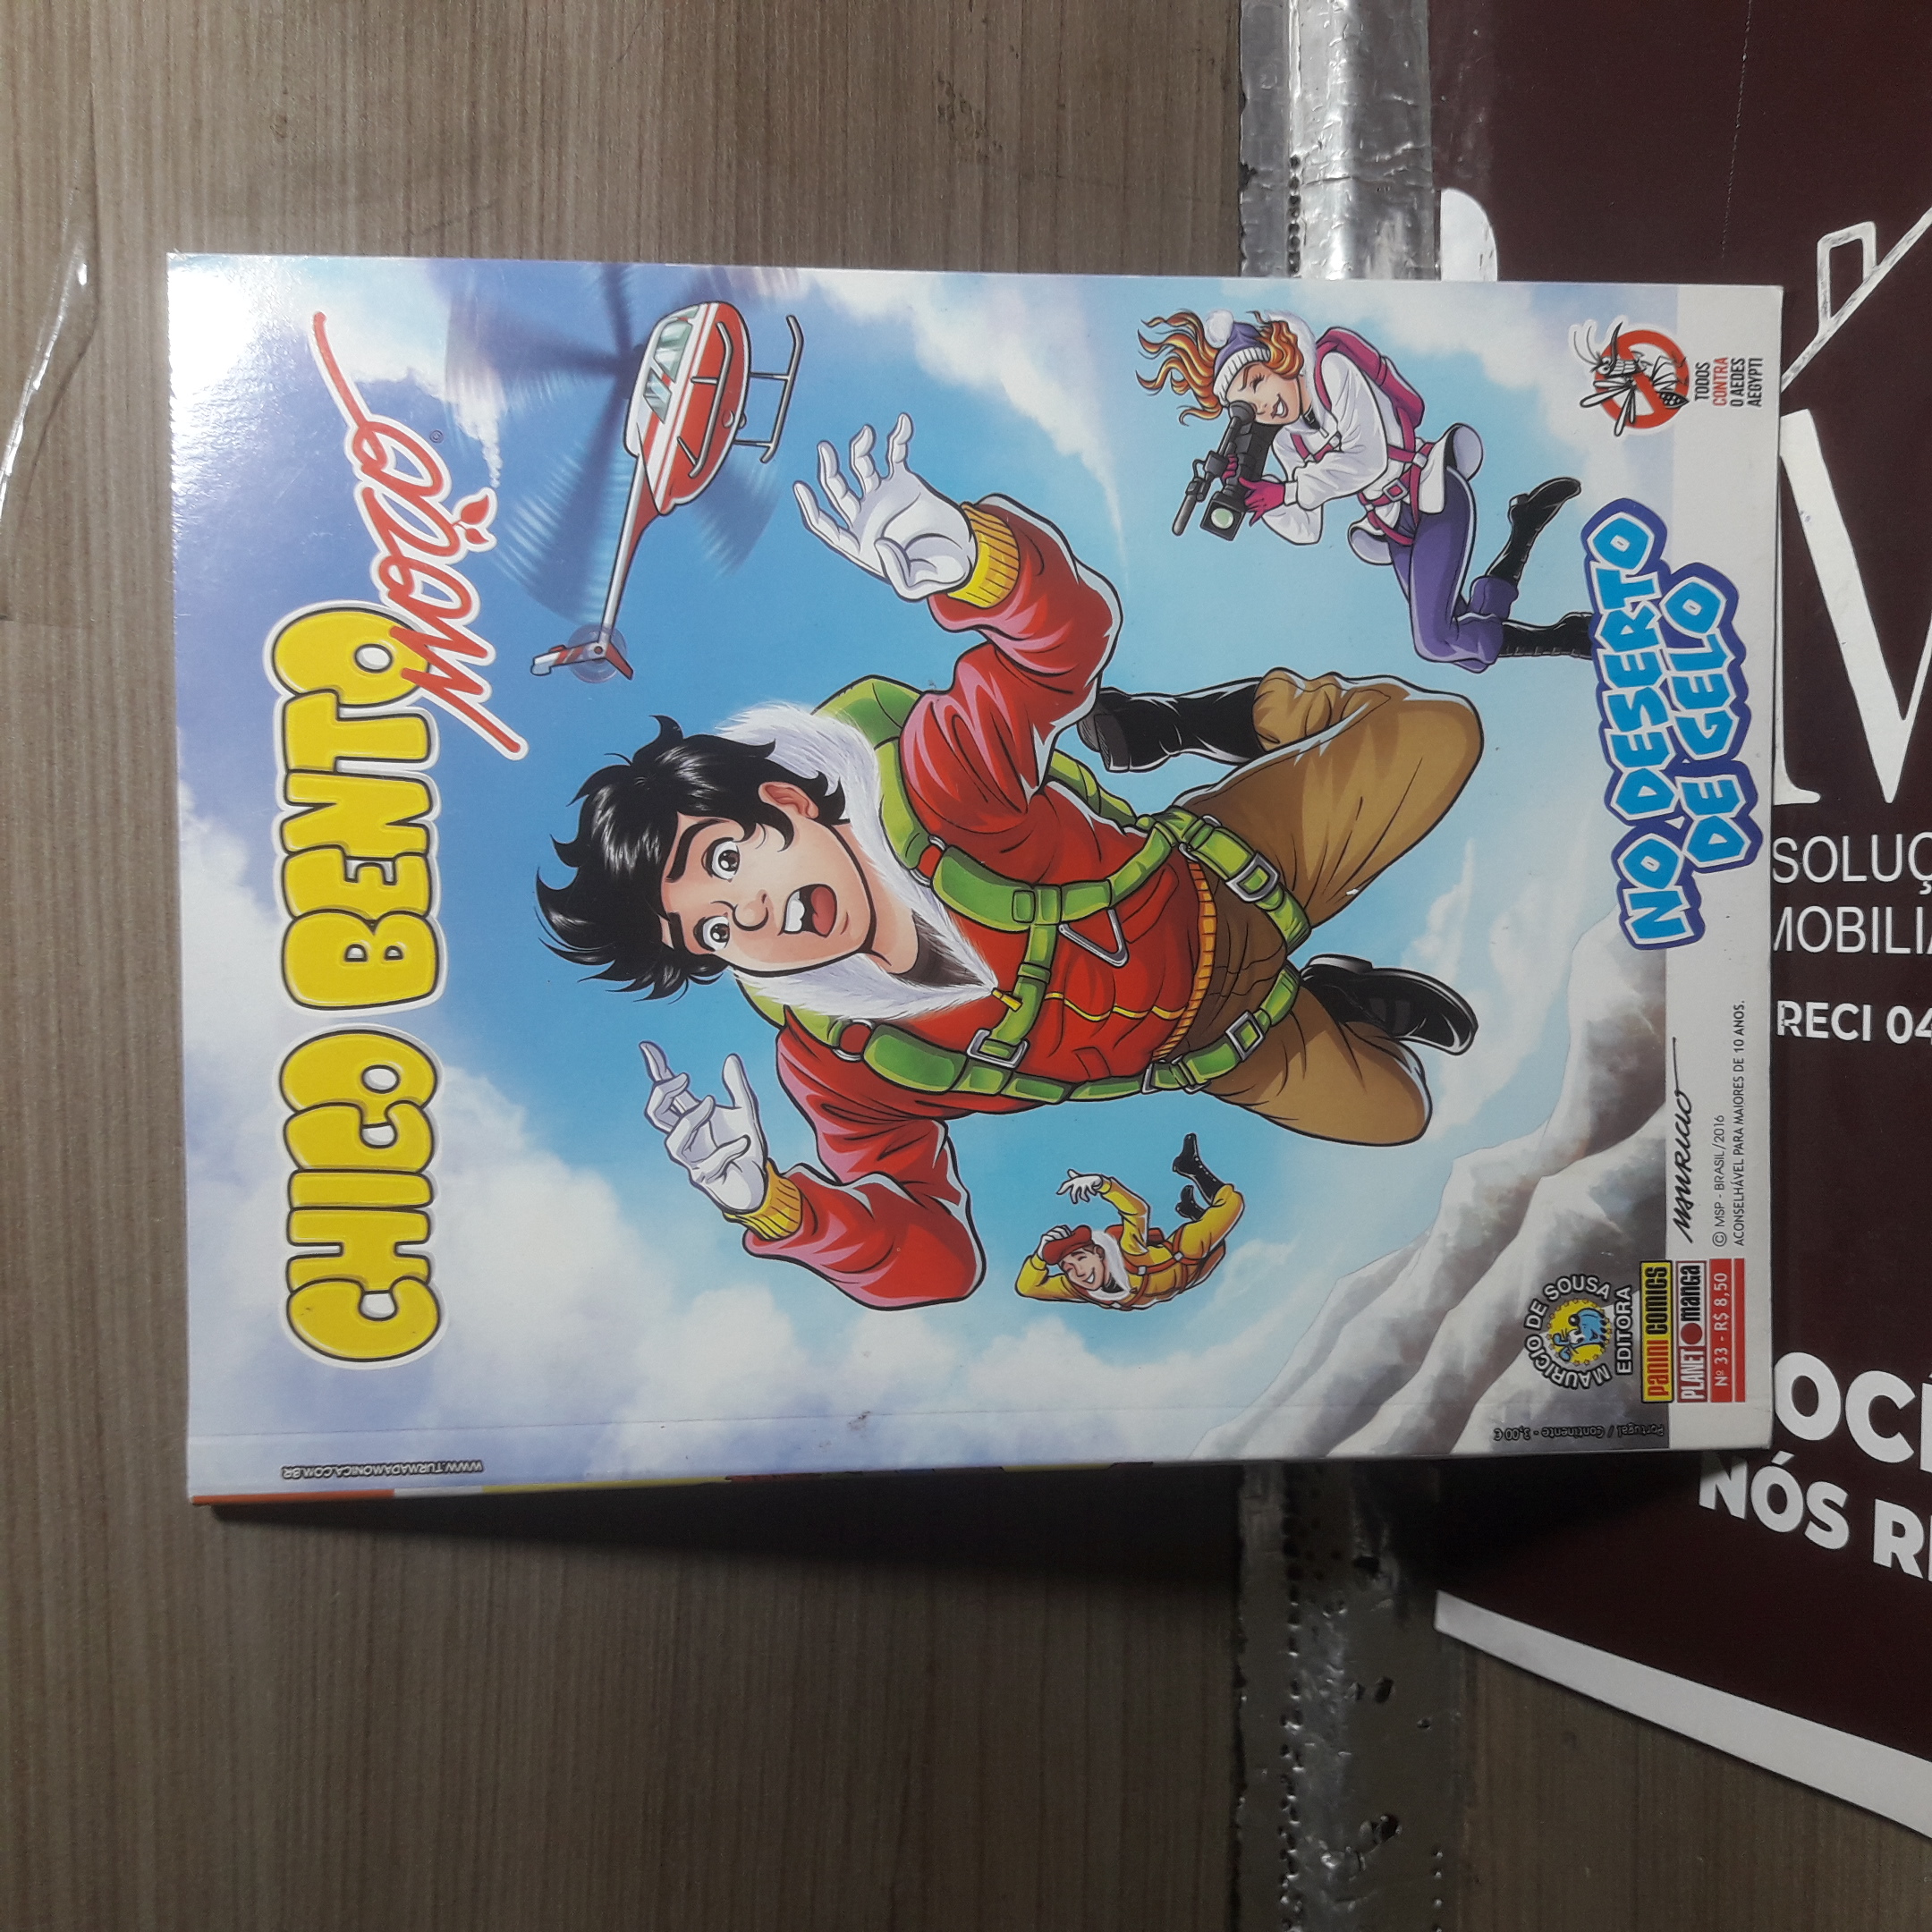 CHICO BENTO
MOÇO
©
WWW.TURMADAMONICA.COM.BR
NO DESERTO
DE GELO
TODOS
CONTRA
O AEDES
AEGYPTI
MAURICIO DE SOUSA
EDITORA
PANINI COMICS
PLANET MANGA
Nº 33 - R$ 8,50
Portugal / Continente - 3,00 €
MAURICIO
© MSP - BRASIL/2016
ACONSELHÁVEL PARA MAIORES DE 10 ANOS.
SOLUÇ
MOBILI
RECI 04
OCÊ
NÓS R